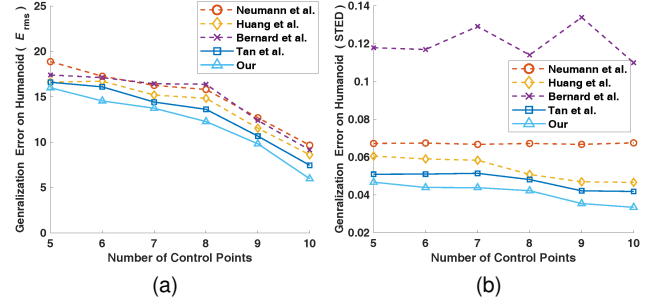 Genralization Error on Humanoid ( E rms )
25
20
15
10
5
0
5 6 7 8 9 10
Number of Control Points
Neumann et al.
Huang et al.
Bernard et al.
Tan et al.
Our
(a)
Genralization Error on Humanoid ( STED)
0.14
0.12
0.1
0.08
0.06
0.04
0.02
5 6 7 8 9 10
Number of Control Points
Neumann et al.
Huang et al.
Bernard et al.
Tan et al.
Our
(b)